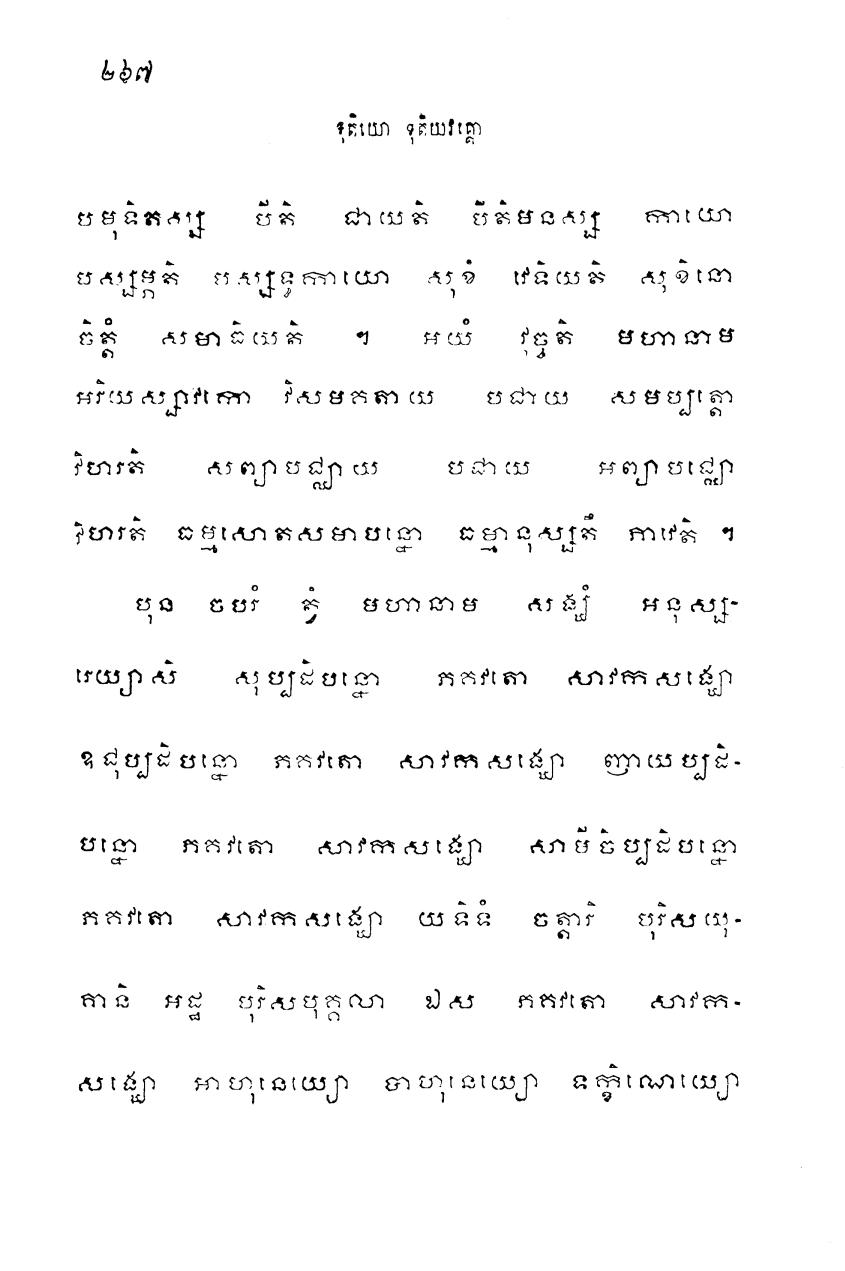 ២៦៧
ទុតិយោ ទុតិយវគ្គោ
បមុទិតស្ស បីតិ ជាយតិ បីតិមនស្ស កាយោ
បស្សម្ភតិ បស្សទ្ធកាយោ សុខំ វេទិយតិ សុខិនោ
ចិត្តំ សមាធិយតិ ។ អយំ វុច្ចតិ មហានាម
អរិយស្សាវកោ វិសមគតាយ បជាយ សមប្បត្តោ
វិហរតិ សព្យាបជ្ឈាយ បជាយ អព្យាបជ្ឈោ
វិហរតិ ធម្មសោតសមាបន្នោ ធម្មានុស្សតឹ ភាវេតិ ។
បុន ចបរំ ត្វំ មហានាម សង្ឃំ អនុស្ស-
រេយ្យាសិ សុប្បដិបន្នោ ភគវតោ សាវកសង្ឃោ
ឧជុប្បដិបន្នោ ភគវតោ សាវកសង្ឃោ ញាយប្បដិ-
បន្នោ ភគវតោ សាវកសង្ឃោ សាមីចិប្បដិបន្នោ
ភគវតោ សាវកសង្ឃោ យទិទំ ចត្តារិ បុរិសយុ-
គានិ អដ្ឋ បុរិសបុគ្គលា ឯស ភគវតោ សាវក-
សង្ឃោ អាហុនេយ្យោ បាហុនេយ្យោ ទក្ខិណេយ្យោ